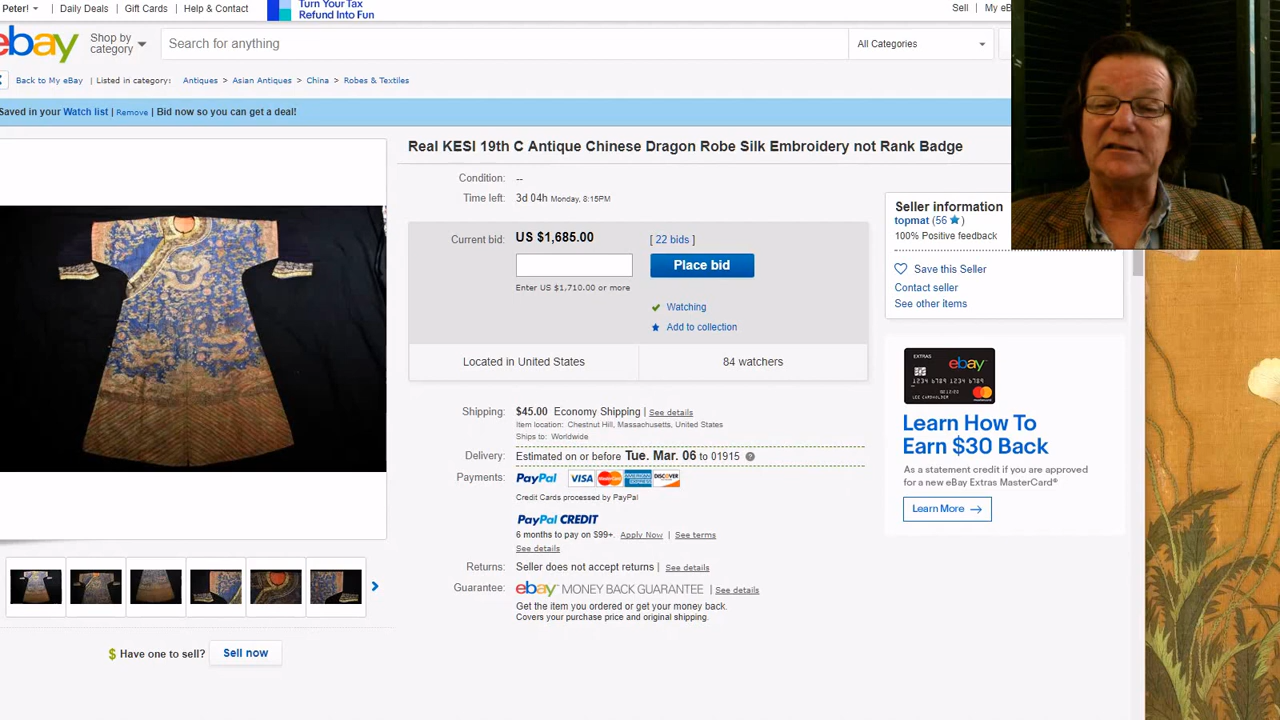 Peter!
Daily Deals
Gift Cards
Help & Contact
Turn Your Tax
Refund Into Fun
Sell
ebay
Shop by
category
Search for anything
All Categories
Back to My eBay | Listed in category: Antiques > Asian Antiques > China > Robes & Textiles
Saved in your Watch list | Remove | Bid now so you can get a deal!
Real KESI 19th C Antique Chinese Dragon Robe Silk Embroidery not Rank Badge
Condition: --
Time left: 3d 04h Monday, 8:15PM
Current bid: US $1,685.00 [ 22 bids ]
Place bid
Enter US $1,710.00 or more
Watching
Add to collection
Located in United States
84 watchers
Shipping: $45.00 Economy Shipping | See details
Item location: Chestnut Hill, Massachusetts, United States
Ships to: Worldwide
Delivery: Estimated on or before Tue. Mar. 06 to 01915 ?
Payments: PayPal VISA DISCOVER
Credit Cards processed by PayPal
PayPal CREDIT
6 months to pay on $99+. Apply Now | See terms
See details
Returns: Seller does not accept returns | See details
Guarantee: ebay MONEY BACK GUARANTEE | See details
Get the item you ordered or get your money back.
Covers your purchase price and original shipping.
Seller information
topmat (56 )
100% Positive feedback
Save this Seller
Contact seller
See other items
EXTRAS ebay
Learn How To
Earn $30 Back
As a statement credit if you are approved
for a new eBay Extras MasterCard®
Learn More
$ Have one to sell? Sell now